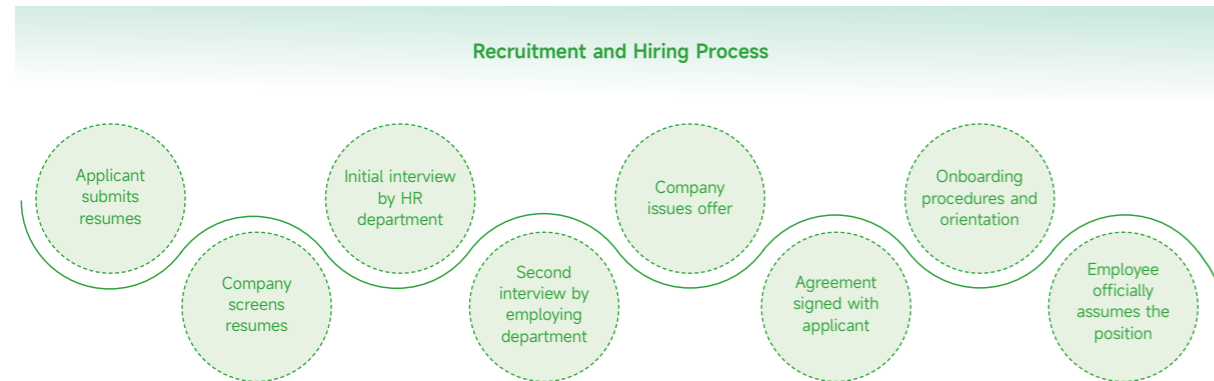 Recruitment and Hiring Process
Applicant
submits
resumes
Company
screens
resumes
Initial interview
by HR
department
Second
interview by
employing
department
Company
issues offer
Agreement
signed with
applicant
Onboarding
procedures and
orientation
Employee
officially
assumes the
position